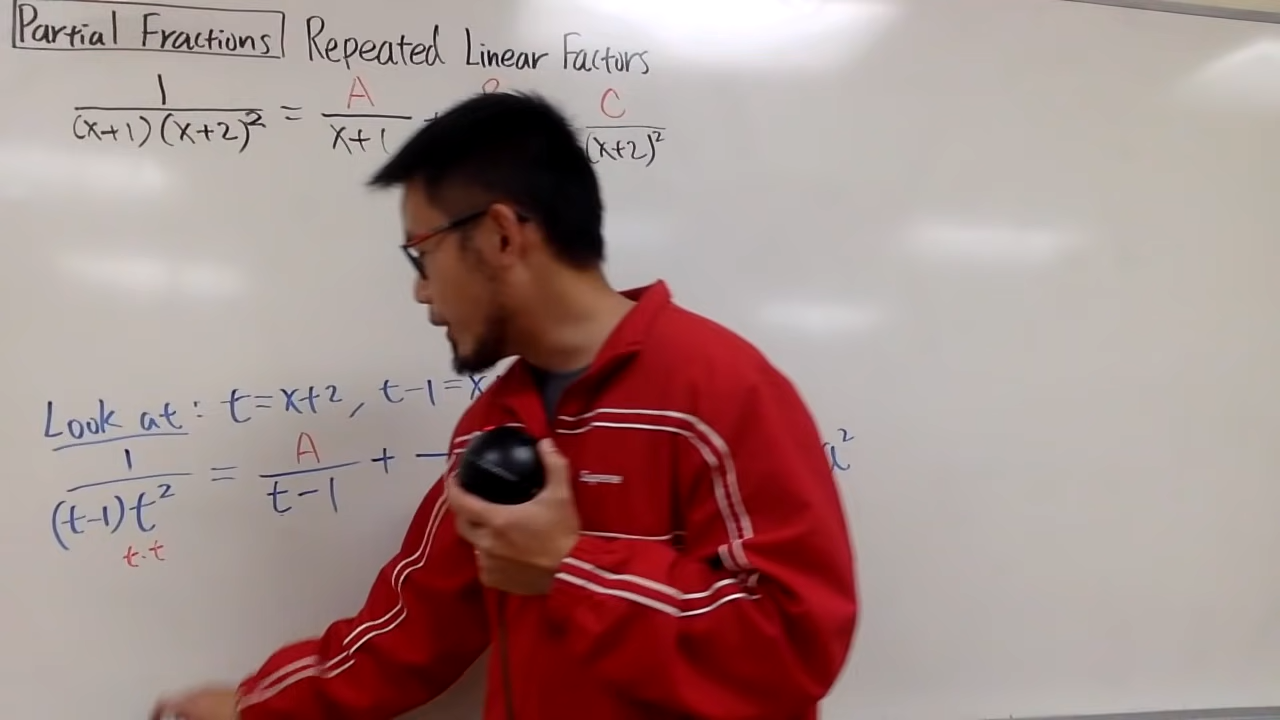 Partial Fractions Repeated Linear Factors
1/((x+1)(x+2)²) = A/(x+1) + C/(x+2)²
Look at: t=x+2, t-1=x
1/((t-1)t²) = A/(t-1) +
t·t
Supreme